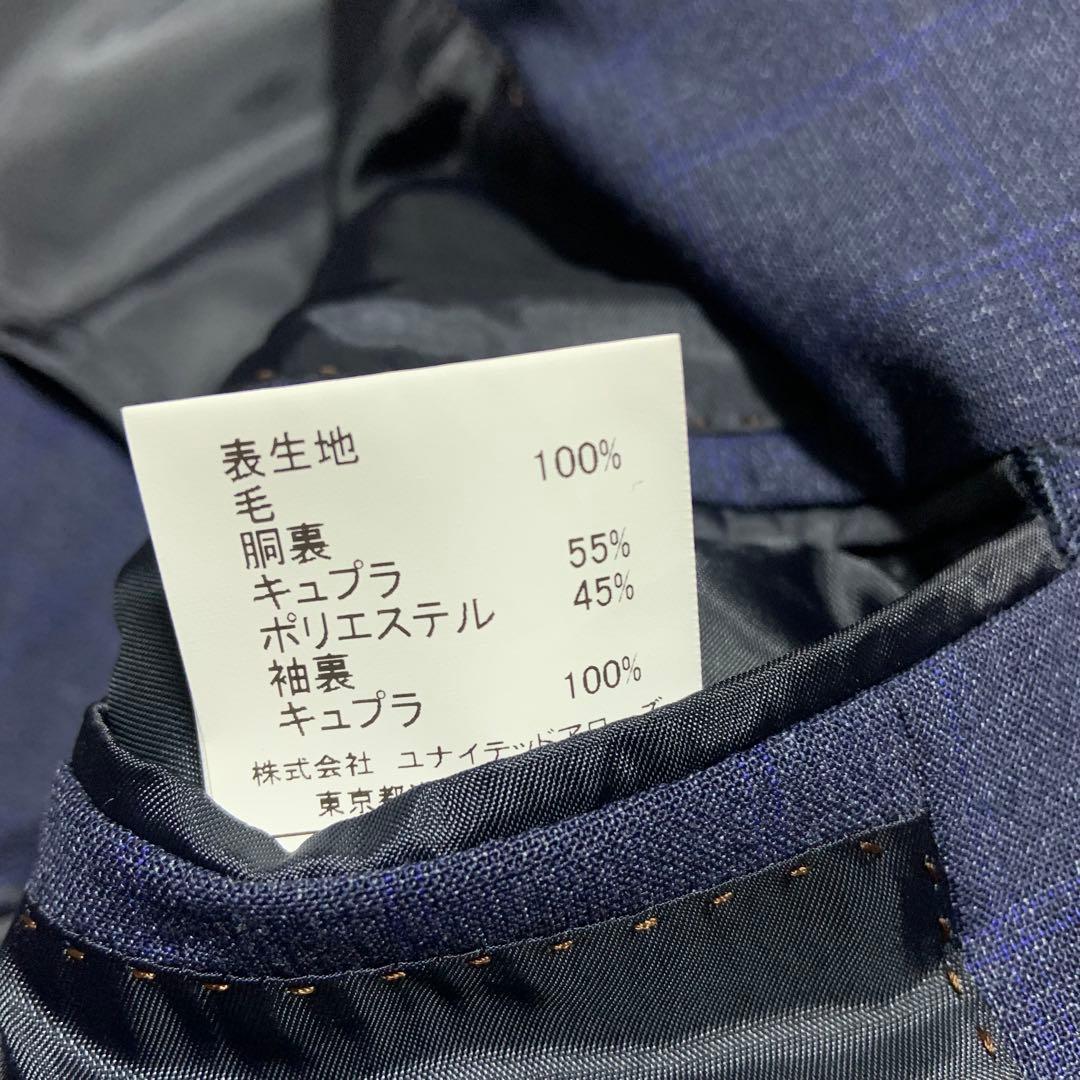 表生地
毛 100%
胴裏
キュプラ 55%
ポリエステル 45%
袖裏
キュプラ 100%
株式会社 ユナイテッドアローズ
東京都